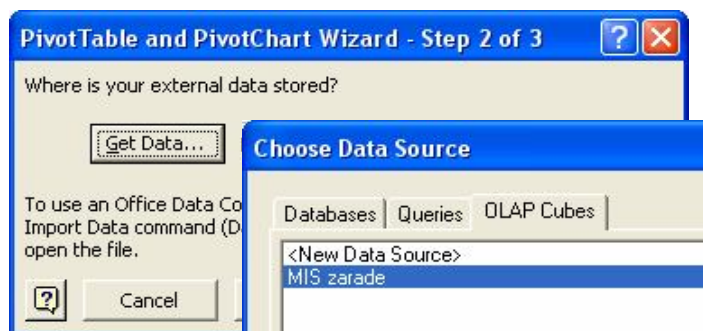 PivotTable and PivotChart Wizard - Step 2 of 3
Where is your external data stored?
Get Data...
To use an Office Data Co
Import Data command (D
open the file.
Cancel
Choose Data Source
Databases Queries OLAP Cubes
<New Data Source>
MIS zarade